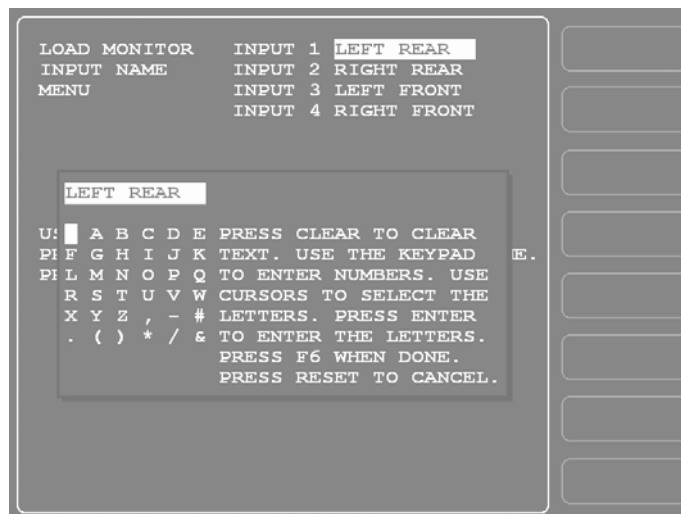 LOAD MONITOR INPUT 1 LEFT REAR
INPUT NAME INPUT 2 RIGHT REAR
MENU INPUT 3 LEFT FRONT
INPUT 4 RIGHT FRONT
LEFT REAR
A B C D E PRESS CLEAR TO CLEAR
F G H I J K TEXT. USE THE KEYPAD
L M N O P Q TO ENTER NUMBERS. USE
R S T U V W CURSORS TO SELECT THE
X Y Z , - # LETTERS. PRESS ENTER
. ( ) * / & TO ENTER THE LETTERS.
PRESS F6 WHEN DONE.
PRESS RESET TO CANCEL.